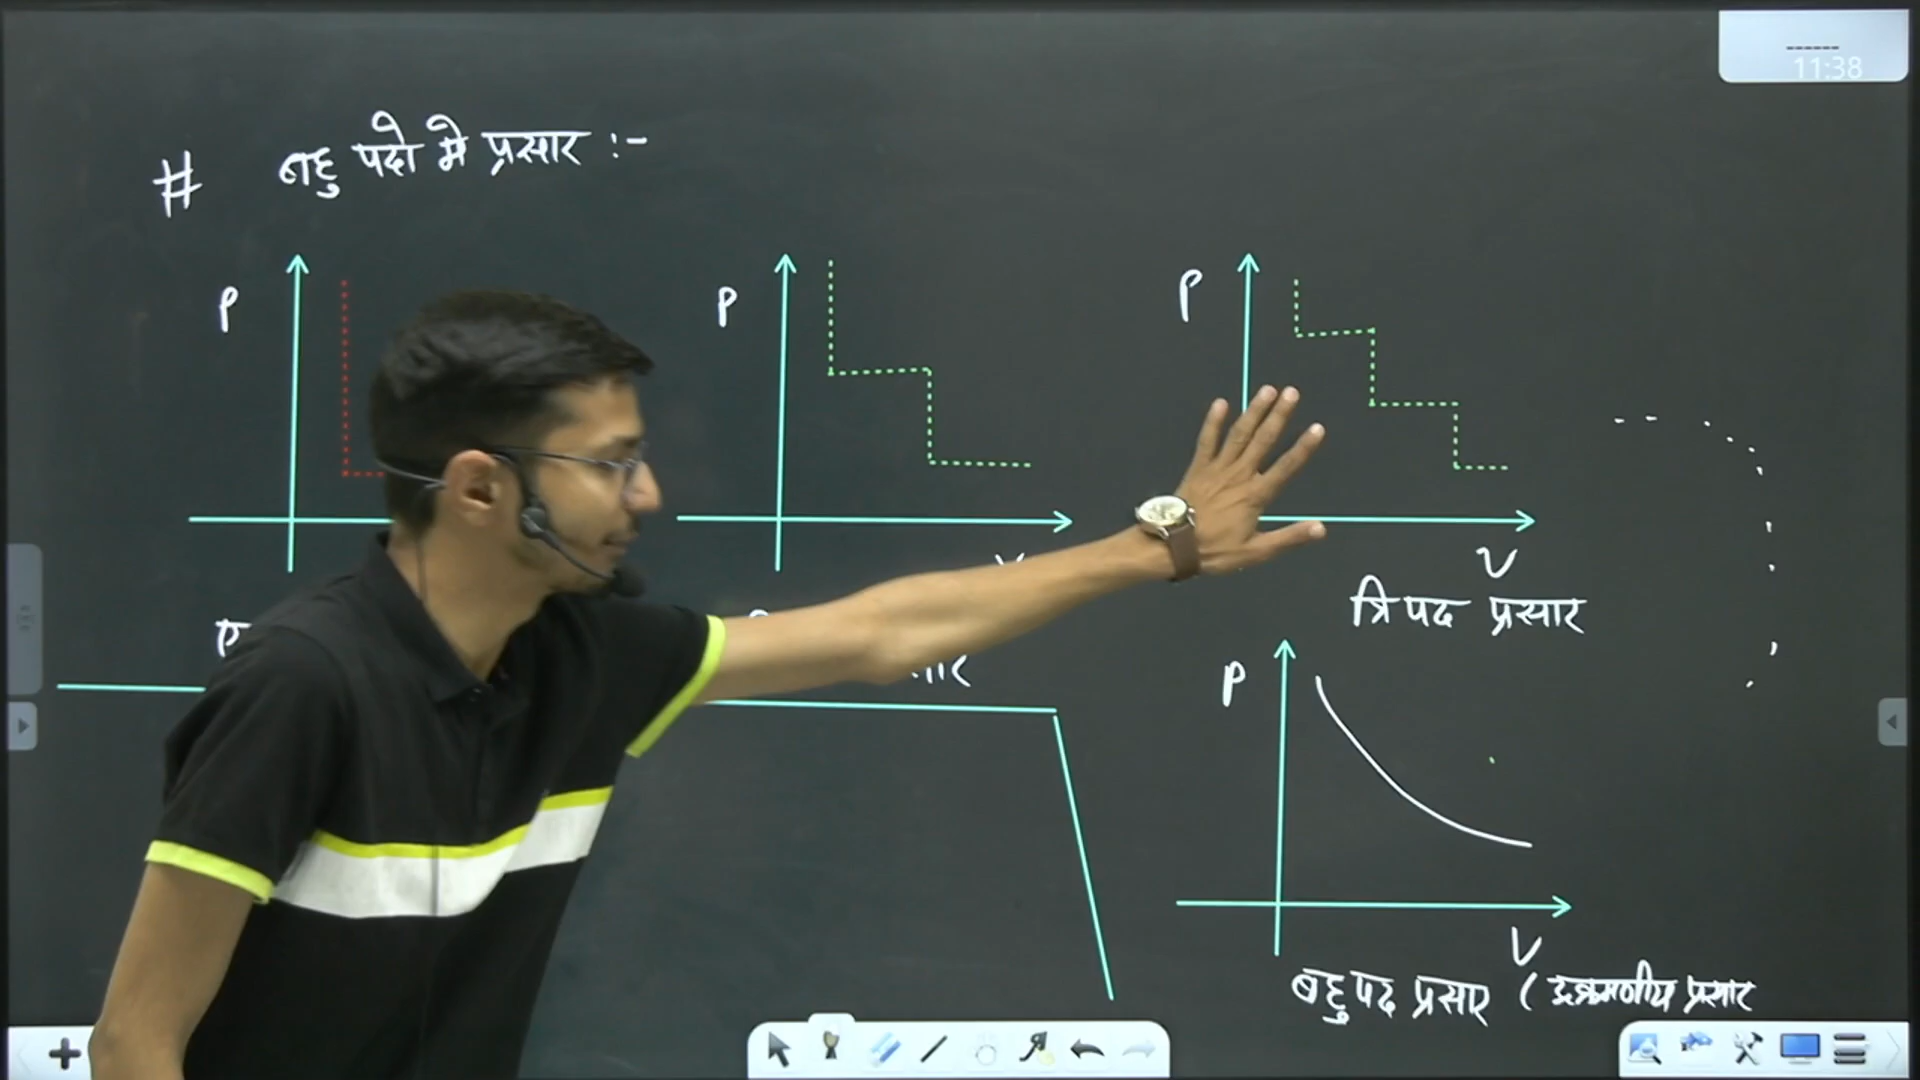 11:38
# बहु पदो मे प्रसार :-
P
P
P
V
त्रिपद प्रसार
P
V
बहुपद प्रसार (उत्क्रमणीय प्रसार